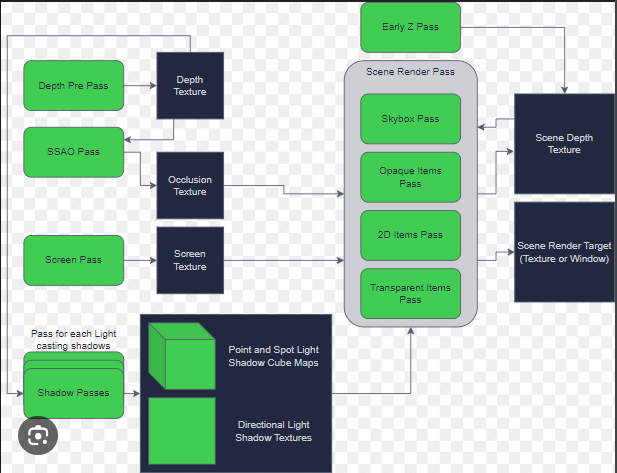 Early Z Pass
Scene Render Pass
Depth Pre Pass
Depth
Texture
Skybox Pass
Scene Depth
Texture
SSAO Pass
Occlusion
Texture
Opaque Items
Pass
2D Items Pass
Screen Pass
Screen
Texture
Scene Render Target
(Texture or Window)
Transparent Items
Pass
Pass for each Light
casting shadows
Shadow Passes
Point and Spot Light
Shadow Cube Maps
Directional Light
Shadow Textures